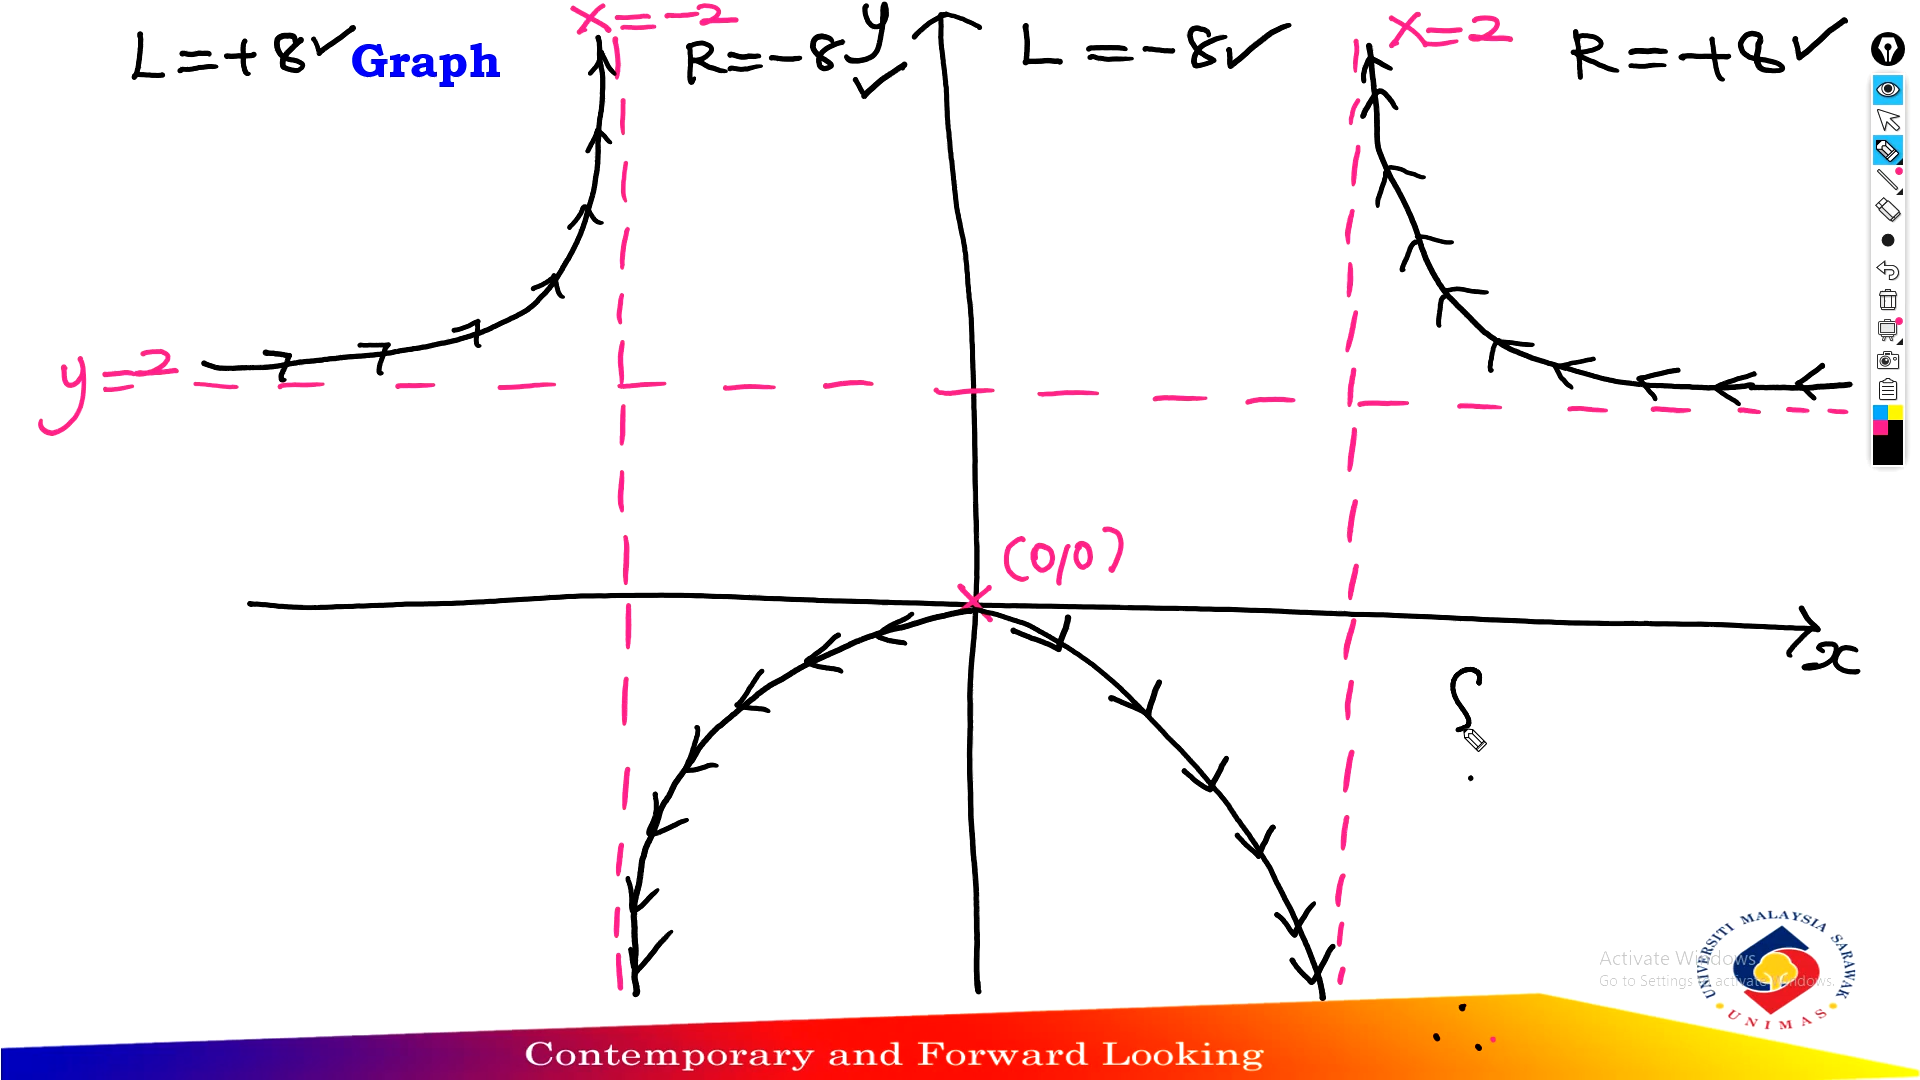 x=-2
y
x=2
L=+8✓ Graph
R=-8✓
L=-8✓
R=+8✓
y=2
(0,0)
x
?
UNIVERSITI MALAYSIA SARAWAK
UNIMAS
Activate Windows
Go to Settings to activate Windows.
Contemporary and Forward Looking